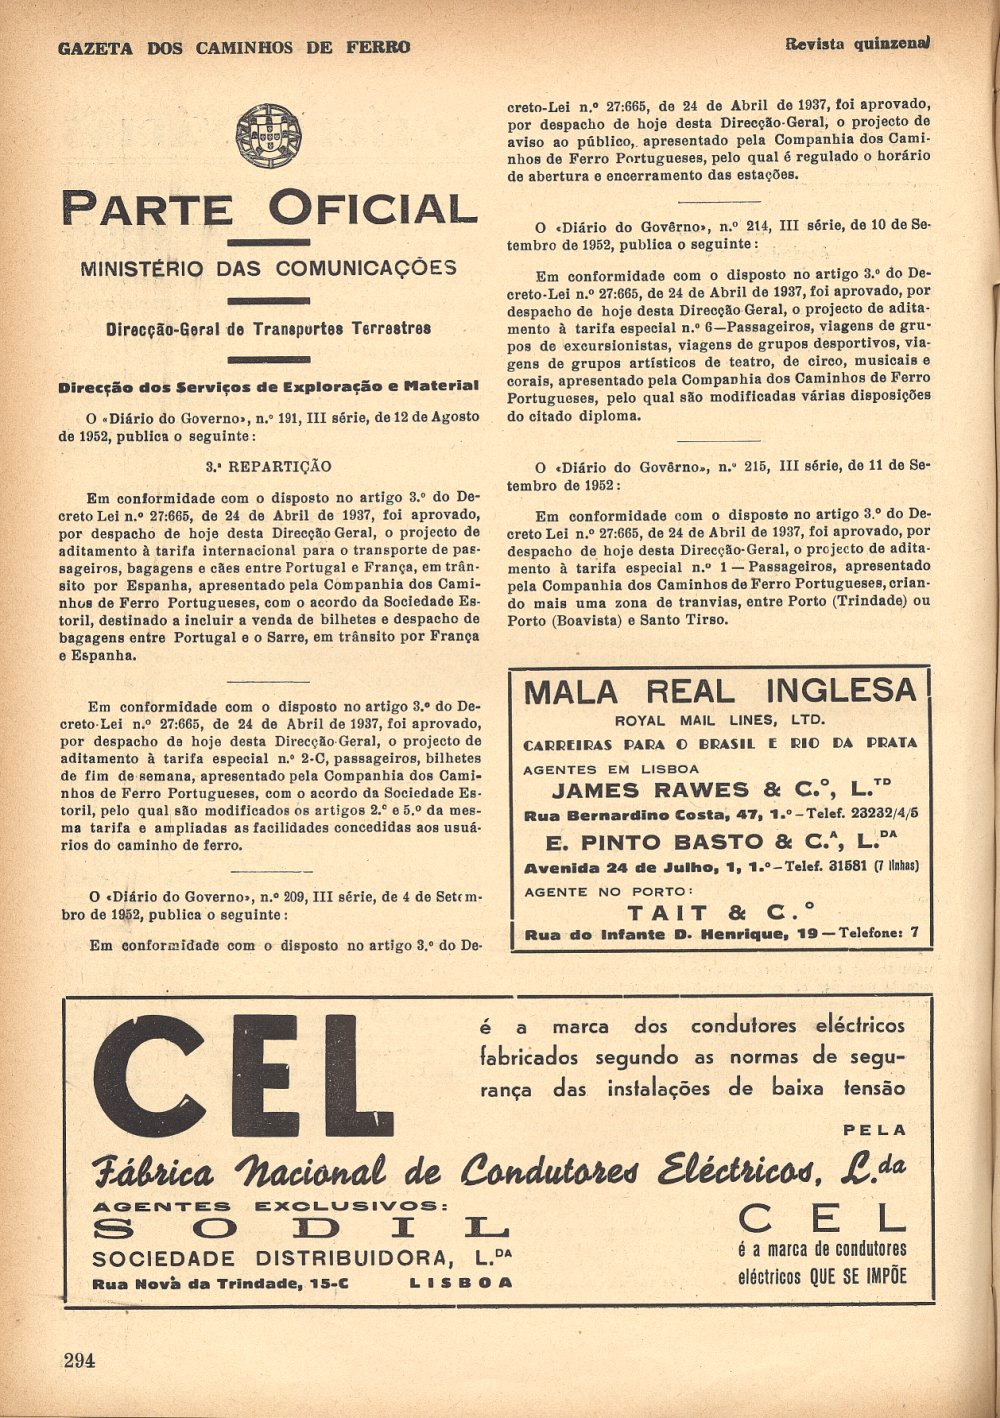 GAZETA DOS CAMINHOS DE FERRO
Revista quinzenal
PARTE OFICIAL
MINISTÉRIO DAS COMUNICAÇÕES
Direcção-Geral de Transportes Terrestres
Direcção dos Serviços de Exploração e Material
O «Diário do Governo», n.º 191, III série, de 12 de Agosto
de 1952, publica o seguinte:
3.ª REPARTIÇÃO
Em conformidade com o disposto no artigo 3.º do De-
creto Lei n.º 27:665, de 24 de Abril de 1937, foi aprovado,
por despacho de hoje desta Direcção Geral, o projecto de
aditamento à tarifa internacional para o transporte de pas-
sageiros, bagagens e cães entre Portugal e França, em trân-
sito por Espanha, apresentado pela Companhia dos Cami-
nhos de Ferro Portugueses, com o acordo da Sociedade Es-
toril, destinado a incluir a venda de bilhetes e despacho de
bagagens entre Portugal e o Sarre, em trânsito por França
e Espanha.
Em conformidade com o disposto no artigo 3.º do De-
creto-Lei n.º 27:665, de 24 de Abril de 1937, foi aprovado,
por despacho de hoje desta Direcção-Geral, o projecto de
aditamento à tarifa especial n.º 2-C, passageiros, bilhetes
de fim de semana, apresentado pela Companhia dos Cami-
nhos de Ferro Portugueses, com o acordo da Sociedade Es-
toril, pelo qual são modificados os artigos 2.º e 5.º da mes-
ma tarifa e ampliadas as facilidades concedidas aos usuá-
rios do caminho de ferro.
O «Diário do Governo», n.º 209, III série, de 4 de Setem-
bro de 1952, publica o seguinte:
Em conformidade com o disposto no artigo 3.º do De-
creto-Lei n.º 27:665, de 24 de Abril de 1937, foi aprovado,
por despacho de hoje desta Direcção-Geral, o projecto de
aviso ao público, apresentado pela Companhia dos Cami-
nhos de Ferro Portugueses, pelo qual é regulado o horário
de abertura e encerramento das estações.
O «Diário do Govêrno», n.º 214, III série, de 10 de Se-
tembro de 1952, publica o seguinte:
Em conformidade com o disposto no artigo 3.º do De-
creto-Lei n.º 27:665, de 24 de Abril de 1937, foi aprovado, por
despacho de hoje desta Direcção Geral, o projecto de adita-
mento à tarifa especial n.º 6—Passageiros, viagens de gru-
pos de excursionistas, viagens de grupos desportivos, via-
gens de grupos artísticos de teatro, de circo, musicais e
corais, apresentado pela Companhia dos Caminhos de Ferro
Portugueses, pelo qual são modificadas várias disposições
do citado diploma.
O «Diário do Govêrno», n.º 215, III série, de 11 de Se-
tembro de 1952:
Em conformidade com o disposto no artigo 3.º do De-
creto Lei n.º 27:665, de 24 de Abril de 1937, foi aprovado, por
despacho de hoje desta Direcção-Geral, o projecto de adita-
mento à tarifa especial n.º 1 — Passageiros, apresentado
pela Companhia dos Caminhos de Ferro Portugueses, crian-
do mais uma zona de tranvias, entre Porto (Trindade) ou
Porto (Boavista) e Santo Tirso.
MALA REAL INGLESA
ROYAL MAIL LINES, LTD.
CARREIRAS PARA O BRASIL E RIO DA PRATA
AGENTES EM LISBOA
JAMES RAWES & C.º, L.TD
Rua Bernardino Costa, 47, 1.º – Telef. 23232/4/5
E. PINTO BASTO & C.ª, L.DA
Avenida 24 de Julho, 1, 1.º – Telef. 31581 (7 linhas)
AGENTE NO PORTO:
TAIT & C.º
Rua do Infante D. Henrique, 19 — Telefone: 7
CEL
é a marca dos condutores eléctricos
fabricados segundo as normas de segu-
rança das instalações de baixa tensão
PELA
Fábrica Nacional de Condutores Eléctricos, L.da
AGENTES EXCLUSIVOS:
SODIL
SOCIEDADE DISTRIBUIDORA, L.DA
Rua Nova da Trindade, 15-C LISBOA
CEL
é a marca de condutores
eléctricos QUE SE IMPÕE
294